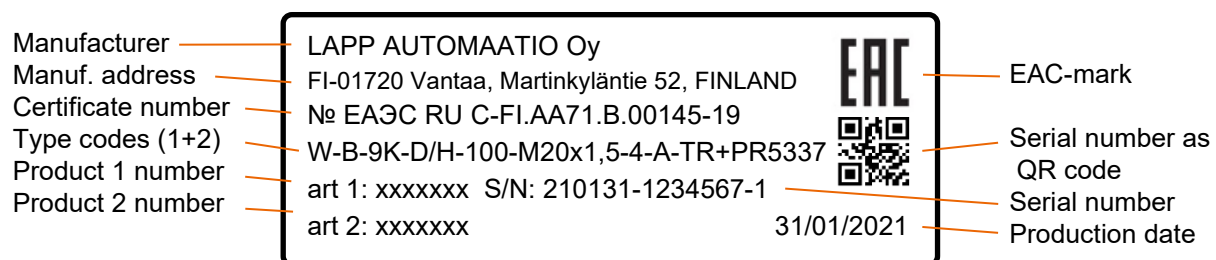 Manufacturer
Manuf. address
Certificate number
Type codes (1+2)
Product 1 number
Product 2 number
LAPP AUTOMAATIO Oy
FI-01720 Vantaa, Martinkyläntie 52, FINLAND
№ ЕАЭС RU C-FI.AA71.B.00145-19
W-B-9K-D/H-100-M20x1,5-4-A-TR+PR5337
art 1: xxxxxxx S/N: 210131-1234567-1
art 2: xxxxxxx 31/01/2021
EAC
EAC-mark
Serial number as
QR code
Serial number
Production date